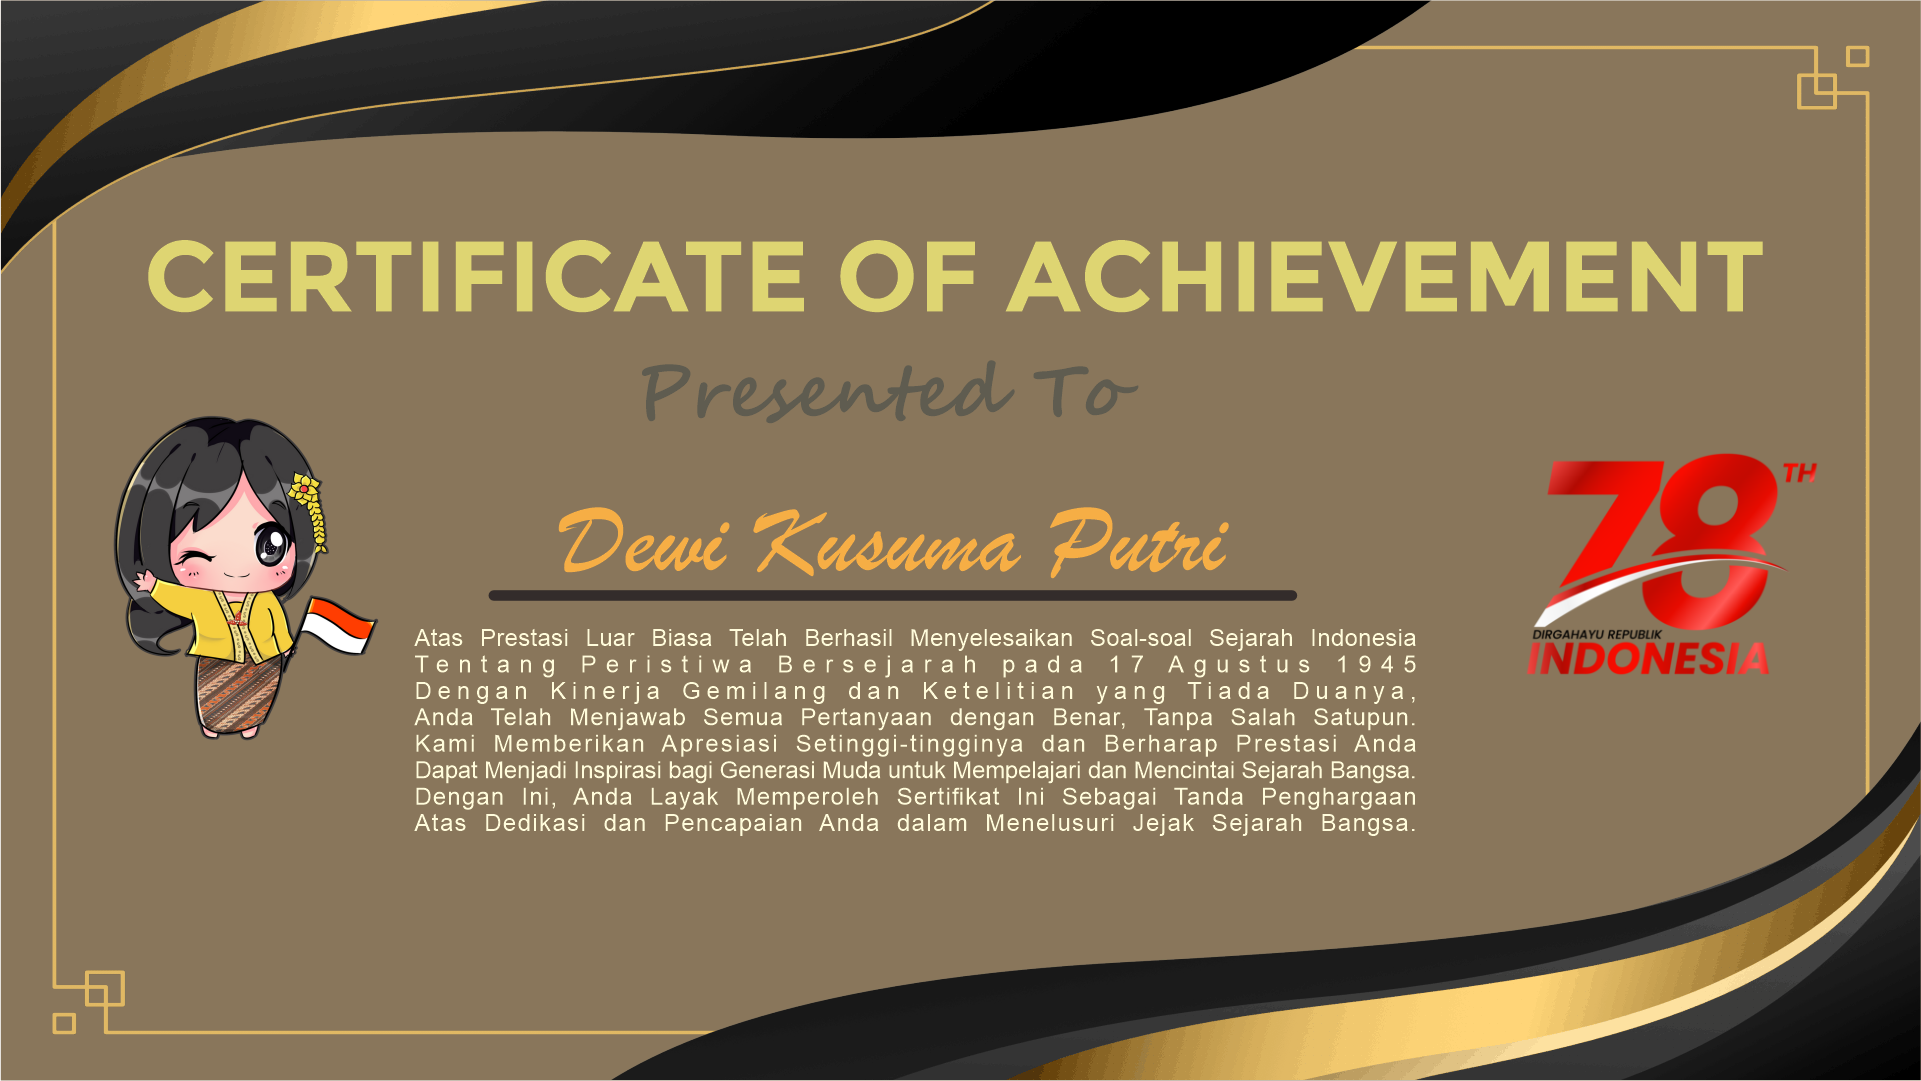 CERTIFICATE OF ACHIEVEMENT
Presented To
Dewi Kusuma Putri
78TH
DIRGAHAYU REPUBLIK
INDONESIA
Atas Prestasi Luar Biasa Telah Berhasil Menyelesaikan Soal-soal Sejarah Indonesia
Tentang Peristiwa Bersejarah pada 17 Agustus 1945
Dengan Kinerja Gemilang dan Ketelitian yang Tiada Duanya,
Anda Telah Menjawab Semua Pertanyaan dengan Benar, Tanpa Salah Satupun.
Kami Memberikan Apresiasi Setinggi-tingginya dan Berharap Prestasi Anda
Dapat Menjadi Inspirasi bagi Generasi Muda untuk Mempelajari dan Mencintai Sejarah Bangsa.
Dengan Ini, Anda Layak Memperoleh Sertifikat Ini Sebagai Tanda Penghargaan
Atas Dedikasi dan Pencapaian Anda dalam Menelusuri Jejak Sejarah Bangsa.